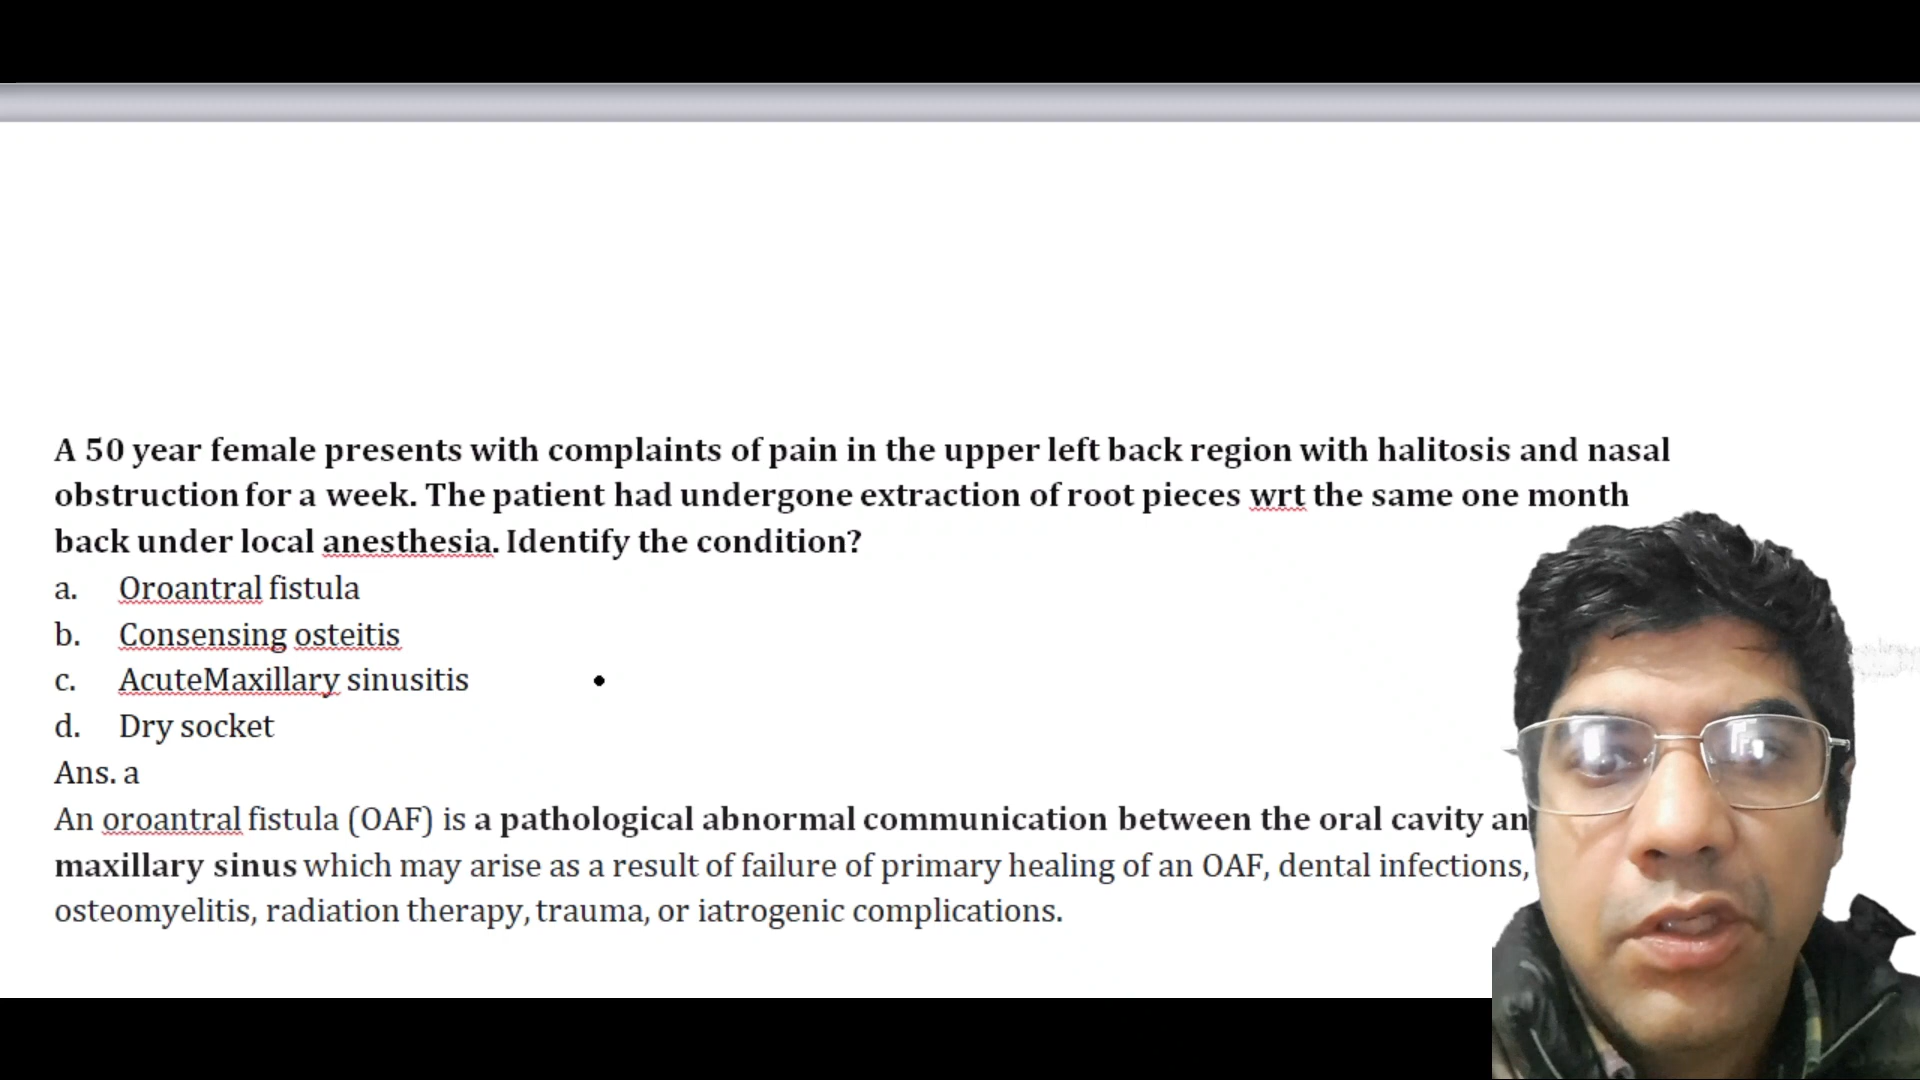 A 50 year female presents with complaints of pain in the upper left back region with halitosis and nasal
obstruction for a week. The patient had undergone extraction of root pieces wrt the same one month
back under local anesthesia. Identify the condition?
a. Oroantral fistula
b. Consensing osteitis
c. AcuteMaxillary sinusitis
d. Dry socket
Ans. a
An oroantral fistula (OAF) is a pathological abnormal communication between the oral cavity
maxillary sinus which may arise as a result of failure of primary healing of an OAF, dental infections,
osteomyelitis, radiation therapy, trauma, or iatrogenic complications.